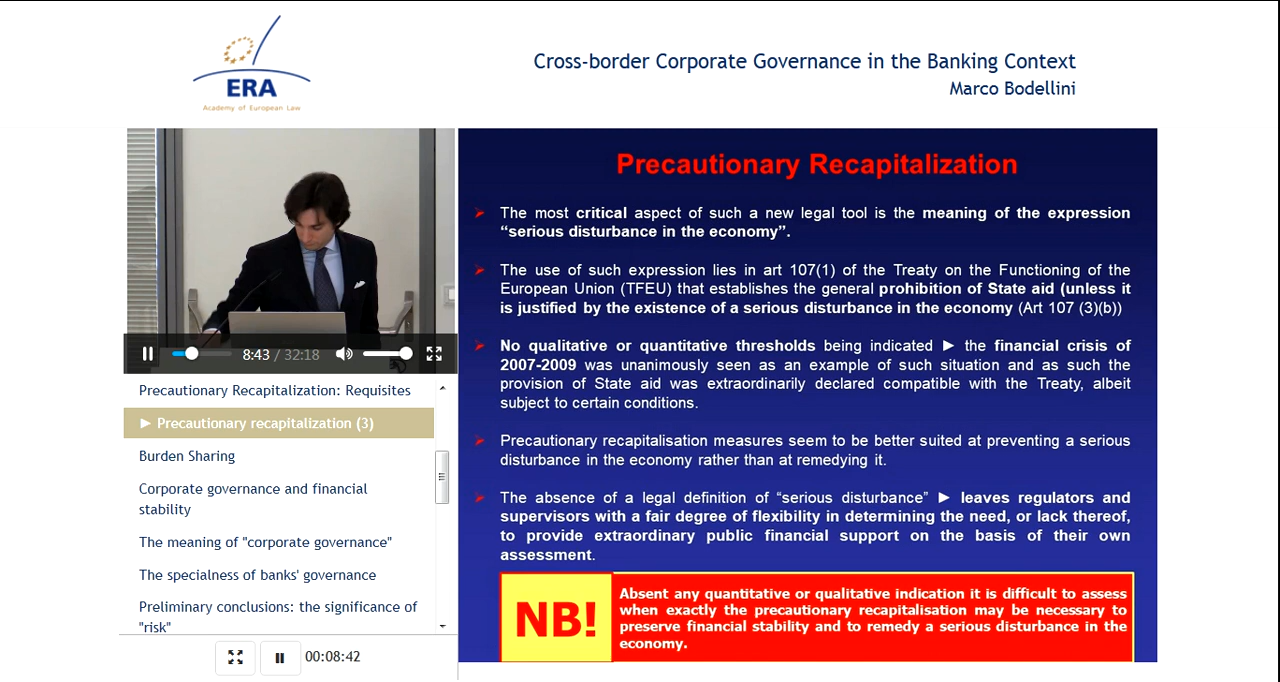 ERA
Academy of European Law
Cross-border Corporate Governance in the Banking Context
Marco Bodellini
8:43 / 32:18
Precautionary Recapitalization: Requisites
► Precautionary recapitalization (3)
Burden Sharing
Corporate governance and financial
stability
The meaning of "corporate governance"
The specialness of banks' governance
Preliminary conclusions: the significance of
"risk"
00:08:42
Precautionary Recapitalization
The most critical aspect of such a new legal tool is the meaning of the expression
“serious disturbance in the economy”.
The use of such expression lies in art 107(1) of the Treaty on the Functioning of the
European Union (TFEU) that establishes the general prohibition of State aid (unless it
is justified by the existence of a serious disturbance in the economy (Art 107 (3)(b))
No qualitative or quantitative thresholds being indicated ► the financial crisis of
2007-2009 was unanimously seen as an example of such situation and as such the
provision of State aid was extraordinarily declared compatible with the Treaty, albeit
subject to certain conditions.
Precautionary recapitalisation measures seem to be better suited at preventing a serious
disturbance in the economy rather than at remedying it.
The absence of a legal definition of “serious disturbance” ► leaves regulators and
supervisors with a fair degree of flexibility in determining the need, or lack thereof,
to provide extraordinary public financial support on the basis of their own
assessment.
NB!
Absent any quantitative or qualitative indication it is difficult to assess
when exactly the precautionary recapitalisation may be necessary to
preserve financial stability and to remedy a serious disturbance in the
economy.